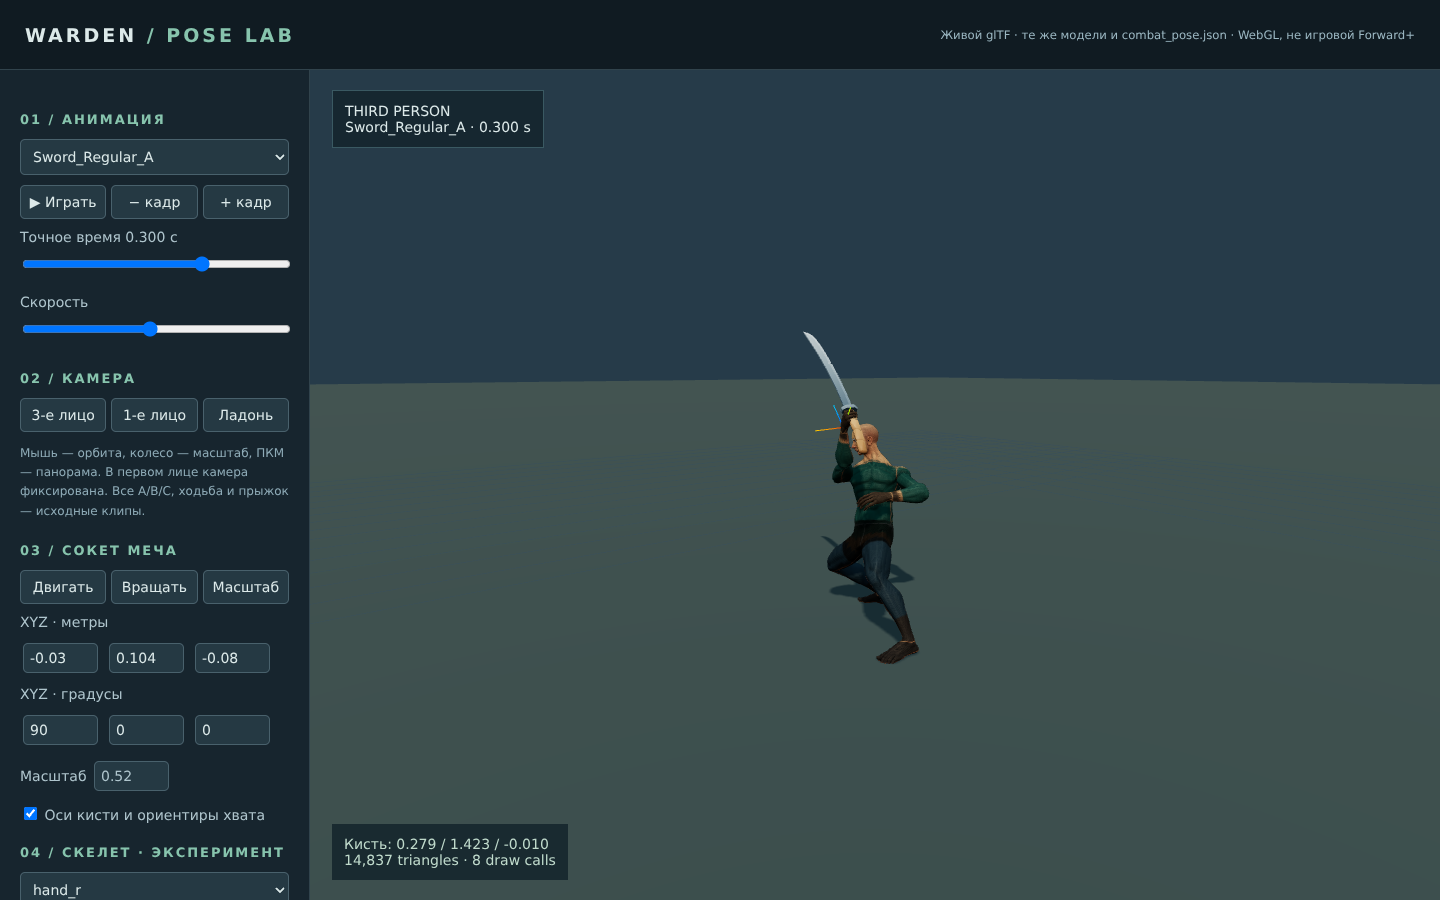 WARDEN / POSE LAB
Живой glTF · те же модели и combat_pose.json · WebGL, не игровой Forward+
01 / АНИМАЦИЯ
Sword_Regular_A
▶ Играть
− кадр
+ кадр
Точное время 0.300 с
Скорость
02 / КАМЕРА
3-е лицо
1-е лицо
Ладонь
Мышь — орбита, колесо — масштаб, ПКМ
— панорама. В первом лице камера
фиксирована. Все A/B/C, ходьба и прыжок
— исходные клипы.
03 / СОКЕТ МЕЧА
Двигать
Вращать
Масштаб
XYZ · метры
-0.03
0.104
-0.08
XYZ · градусы
90
0
0
Масштаб 0.52
Оси кисти и ориентиры хвата
04 / СКЕЛЕТ · ЭКСПЕРИМЕНТ
hand_r
THIRD PERSON
Sword_Regular_A · 0.300 s
Кисть: 0.279 / 1.423 / -0.010
14,837 triangles · 8 draw calls